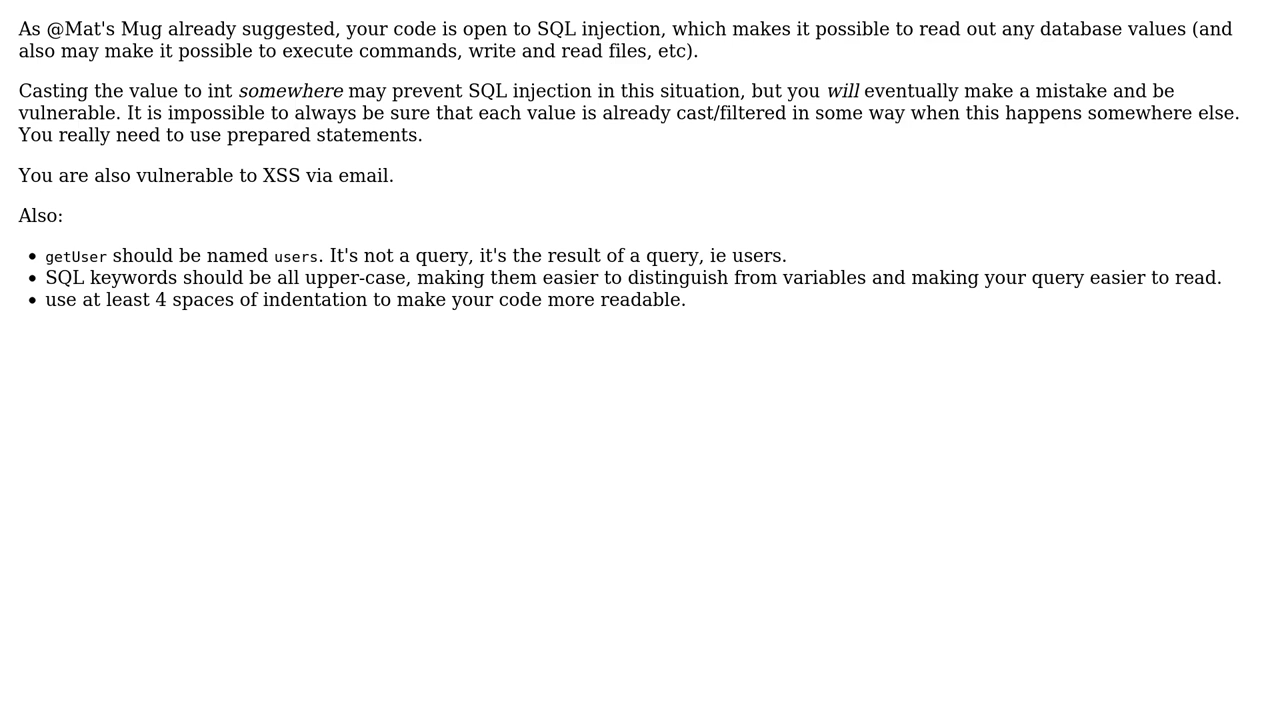 As @Mat's Mug already suggested, your code is open to SQL injection, which makes it possible to read out any database values (and
also may make it possible to execute commands, write and read files, etc).
Casting the value to int somewhere may prevent SQL injection in this situation, but you will eventually make a mistake and be
vulnerable. It is impossible to always be sure that each value is already cast/filtered in some way when this happens somewhere else.
You really need to use prepared statements.
You are also vulnerable to XSS via email.
Also:
• getUser should be named users. It's not a query, it's the result of a query, ie users.
• SQL keywords should be all upper-case, making them easier to distinguish from variables and making your query easier to read.
• use at least 4 spaces of indentation to make your code more readable.